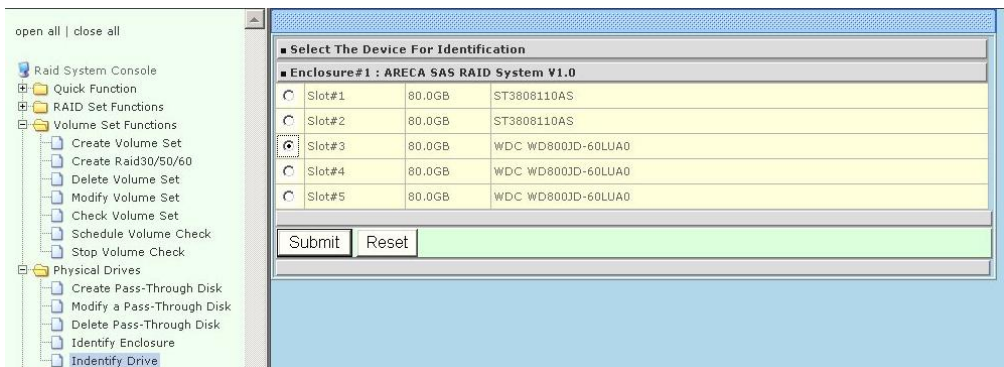 open all | close all
Raid System Console
Quick Function
RAID Set Functions
Volume Set Functions
Create Volume Set
Create Raid30/50/60
Delete Volume Set
Modify Volume Set
Check Volume Set
Schedule Volume Check
Stop Volume Check
Physical Drives
Create Pass-Through Disk
Modify a Pass-Through Disk
Delete Pass-Through Disk
Identify Enclosure
Indentify Drive
Select The Device For Identification
Enclosure#1 : ARECA SAS RAID System V1.0
Slot#1 80.0GB ST3808110AS
Slot#2 80.0GB ST3808110AS
Slot#3 80.0GB WDC WD800JD-60LUA0
Slot#4 80.0GB WDC WD800JD-60LUA0
Slot#5 80.0GB WDC WD800JD-60LUA0
Submit Reset